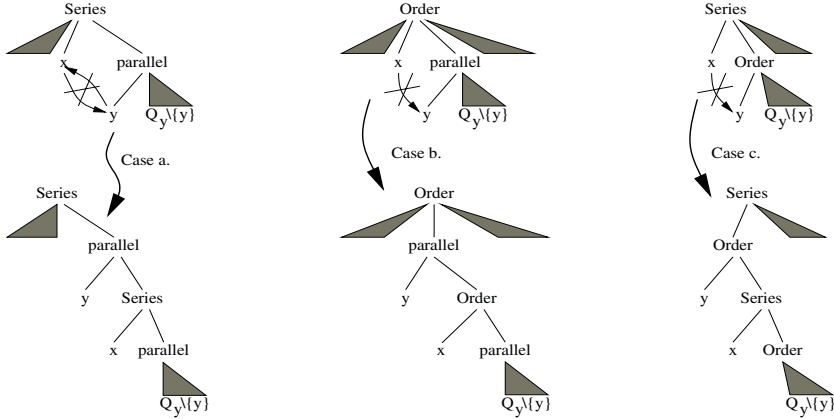 Series Order Series
x parallel x parallel x Order
y Q_y\{y} y Q_y\{y} y Q_y\{y}
Case a. Case b. Case c.
Series Order Series
parallel parallel Order
y Series y Order y Series
x parallel x parallel x Order
Q_y\{y} Q_y\{y} Q_y\{y}